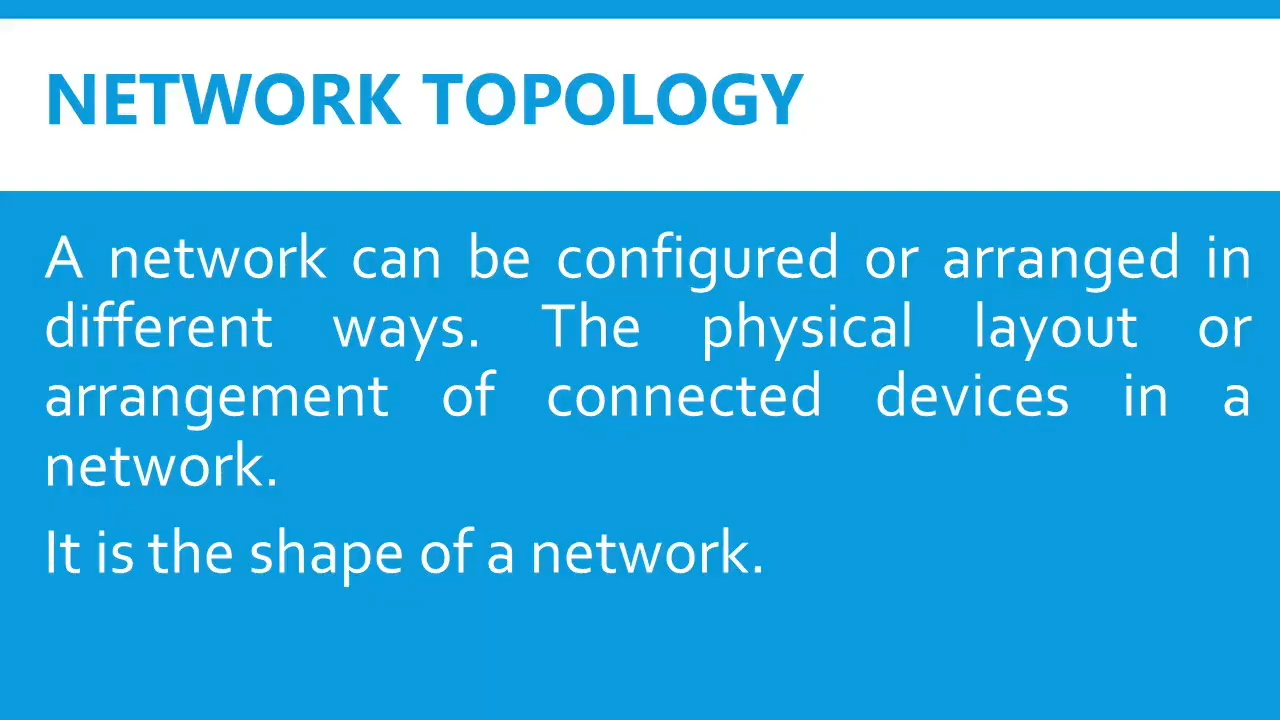 NETWORK TOPOLOGY
A network can be configured or arranged in
different ways. The physical layout or
arrangement of connected devices in a
network.
It is the shape of a network.